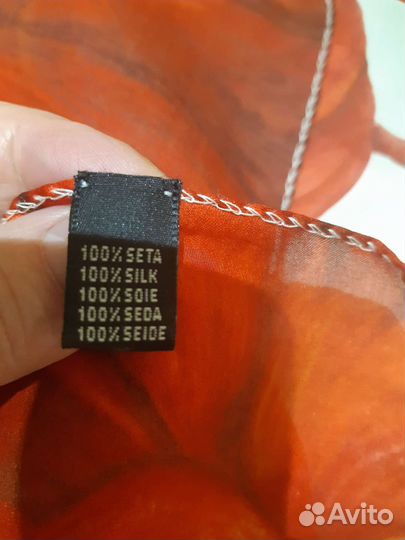 100% SETA
100% SILK
100% SOIE
100% SEDA
100% SEIDE
Avito